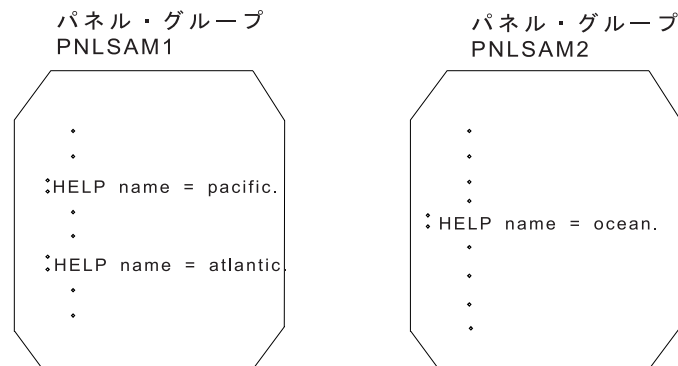 パネル・グループ
PNLSAM1
:HELP name = pacific.
:HELP name = atlantic.
パネル・グループ
PNLSAM2
:HELP name = ocean.